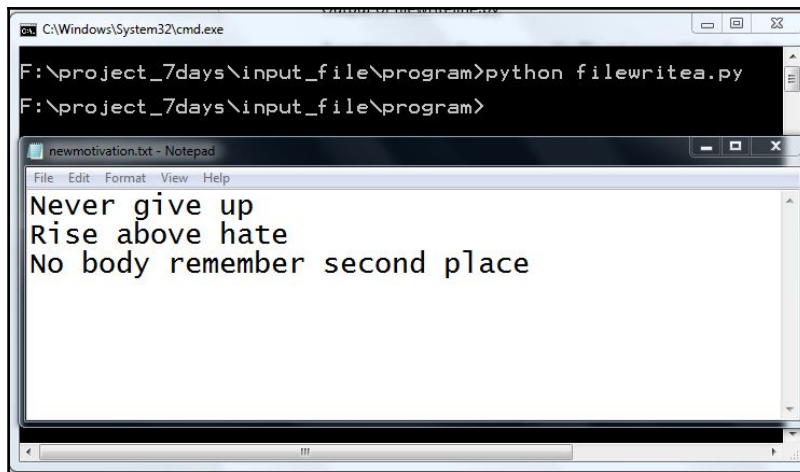 C:\Windows\System32\cmd.exe
F:\project_7days\input_file\program>python filewritea.py
F:\project_7days\input_file\program>
newmotivation.txt - Notepad
File Edit Format View Help
Never give up
Rise above hate
No body remember second place